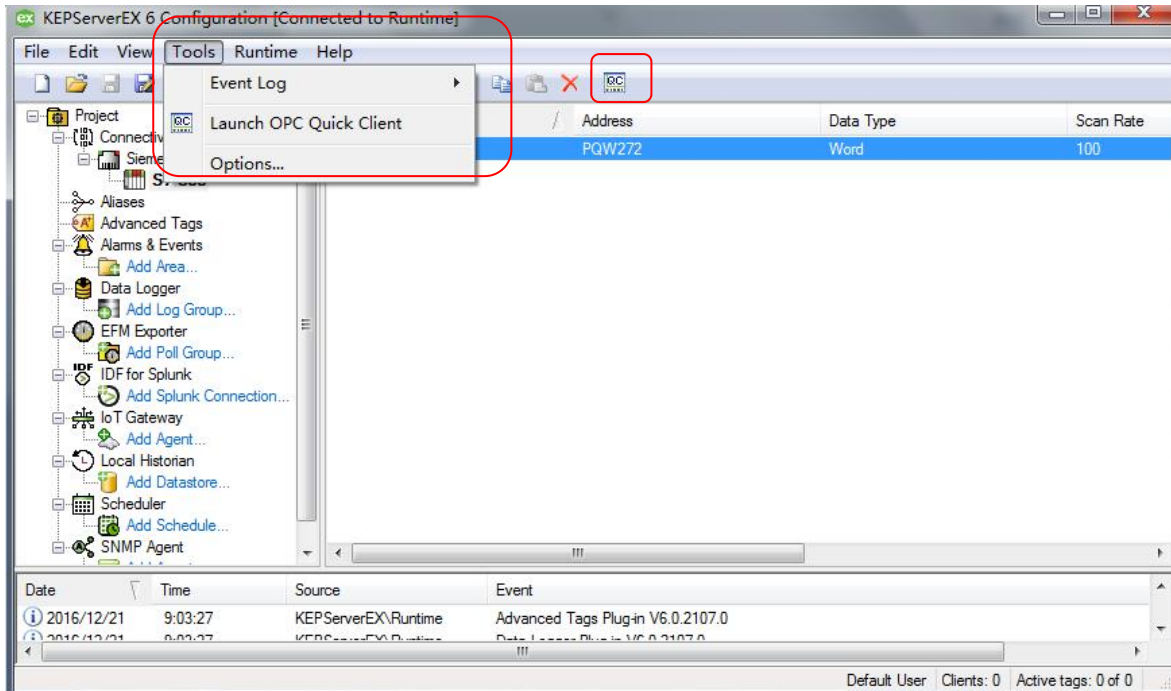 KEPServerEX 6 Configuration [Connected to Runtime]
File Edit View Tools Runtime Help
Event Log
QC Launch OPC Quick Client
Options...
QC
Address Data Type Scan Rate
PQW272 Word 100
Project
Aliases
Advanced Tags
Alarms & Events
Add Area...
Data Logger
Add Log Group...
EFM Exporter
Add Poll Group...
IDF for Splunk
Add Splunk Connection...
IoT Gateway
Add Agent...
Local Historian
Add Datastore...
Scheduler
Add Schedule...
SNMP Agent
Date Time Source Event
2016/12/21 9:03:27 KEPServerEX\Runtime Advanced Tags Plug-in V6.0.2107.0
Default User Clients: 0 Active tags: 0 of 0